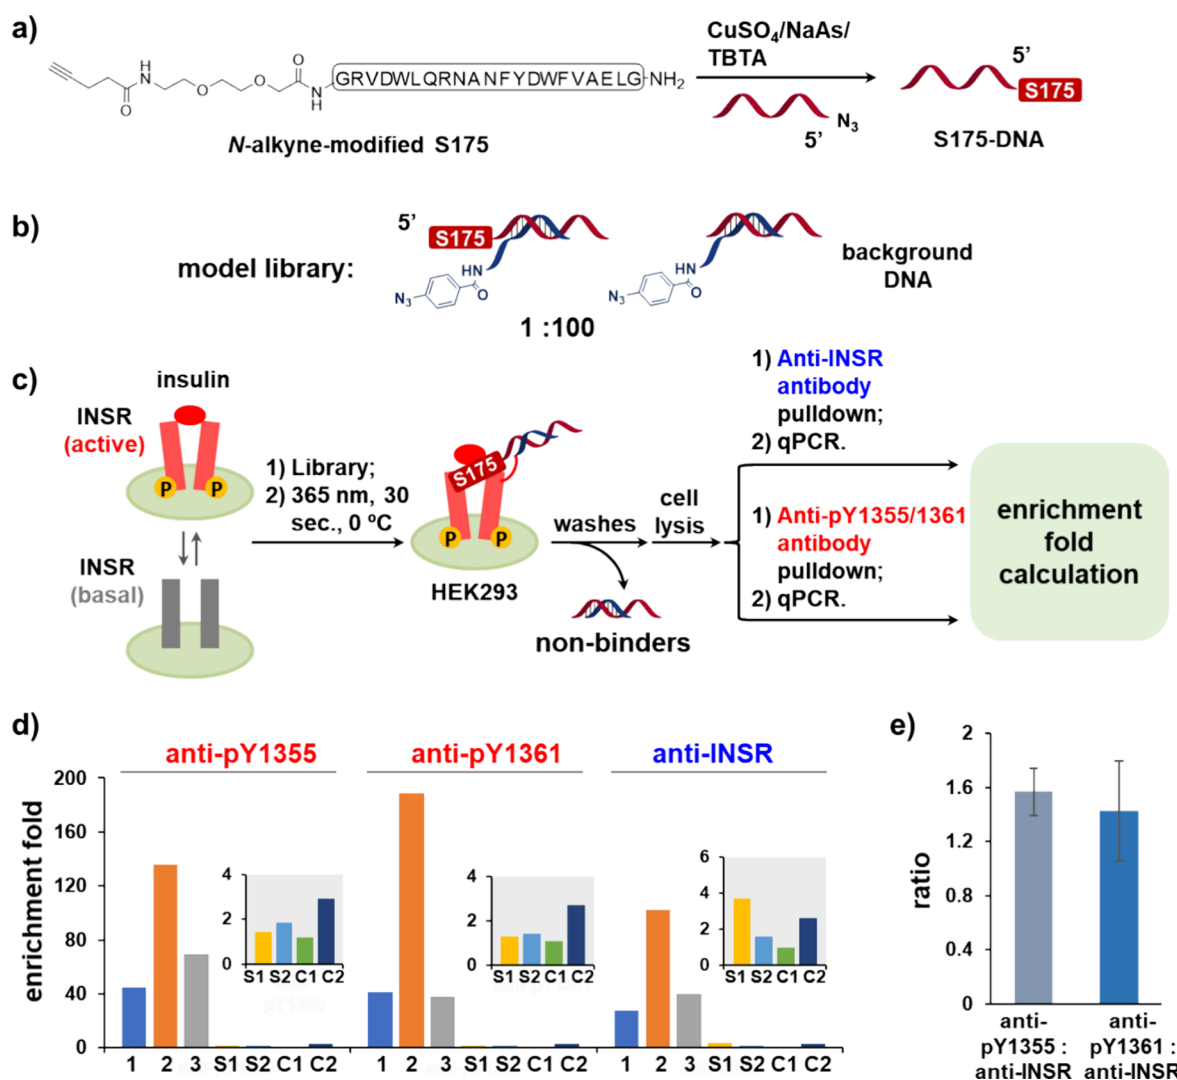 a)
CuSO4/NaAs/
TBTA
5’
O
H
N
O
O
O
O
N
H
GRVDWLQRNANFYDWFVAELG
NH2
S175
N3
5’
N-alkyne-modified S175
S175-DNA
b)
5’
S175
model library:
HN
O
N3
HN
O
N3
background
DNA
1 :100
c)
insulin
INSR
(active)
P
P
INSR
(basal)
1) Library;
2) 365 nm, 30
sec., 0 ºC
S175
P
P
HEK293
washes
non-binders
cell
lysis
1) Anti-INSR
antibody
pulldown;
2) qPCR.
1) Anti-pY1355/1361
antibody
pulldown;
2) qPCR.
enrichment
fold
calculation
d)
anti-pY1355
anti-pY1361
anti-INSR
enrichment fold
200
160
120
80
40
0
4
2
0
S1 S2 C1 C2
4
2
0
S1 S2 C1 C2
6
4
2
0
S1 S2 C1 C2
1 2 3 S1 S2 C1 C2
1 2 3 S1 S2 C1 C2
1 2 3 S1 S2 C1 C2
e)
ratio
2
1.6
1.2
0.8
0.4
0
anti-
pY1355 :
anti-INSR
anti-
pY1361 :
anti-INSR